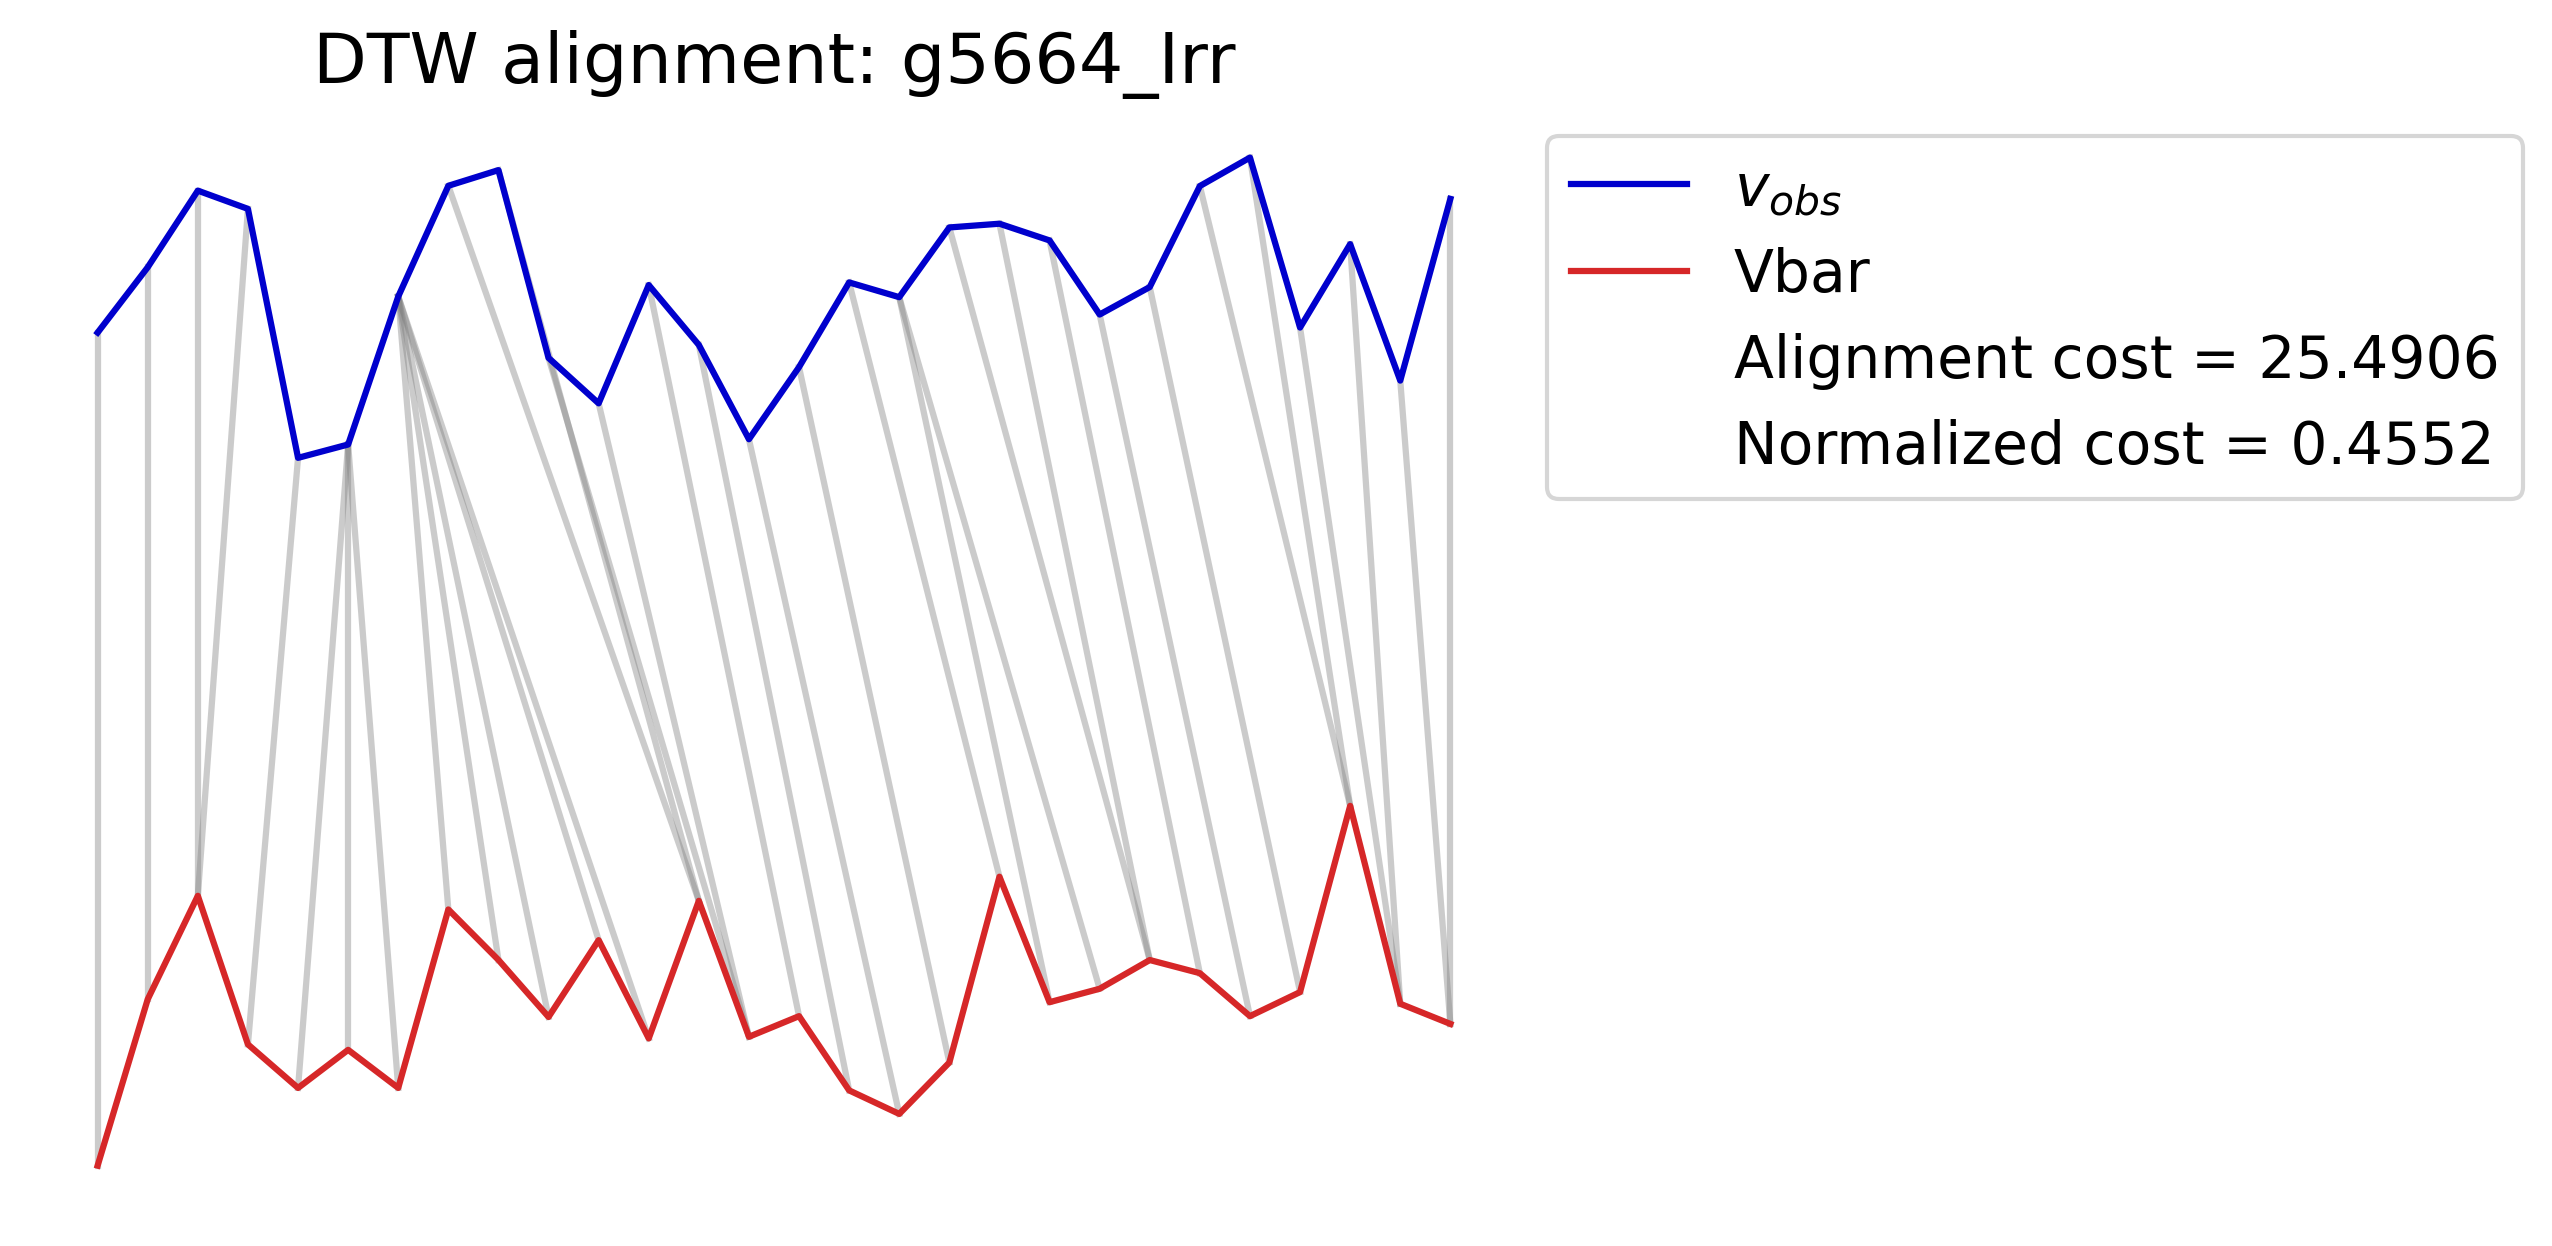 DTW alignment: g5664_Irr
v_obs
Vbar
Alignment cost = 25.4906
Normalized cost = 0.4552